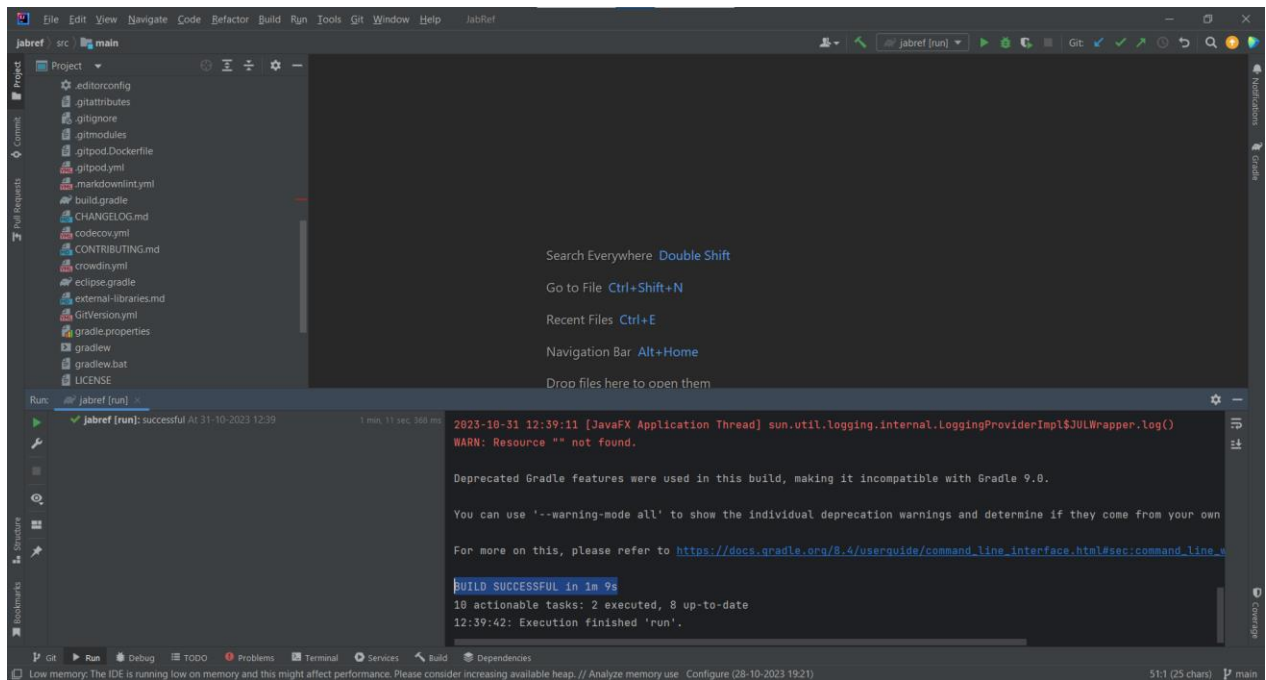 File Edit View Navigate Code Refactor Build Run Tools Git Window Help JabRef
jabref src main
jabref [run] Git:
Project
Project
Commit
Pull Requests
.editorconfig
.gitattributes
.gitignore
.gitmodules
.gitpod.Dockerfile
.gitpod.yml
.markdownlint.yml
build.gradle
CHANGELOG.md
codecov.yml
CONTRIBUTING.md
crowdin.yml
eclipse.gradle
external-libraries.md
GitVersion.yml
gradle.properties
gradlew
gradlew.bat
LICENSE
Search Everywhere Double Shift
Go to File Ctrl+Shift+N
Recent Files Ctrl+E
Navigation Bar Alt+Home
Drop files here to open them
Notifications
Gradle
Run: jabref [run]
jabref [run]: successful At 31-10-2023 12:39 1 min, 11 sec, 368 ms
2023-10-31 12:39:11 [JavaFX Application Thread] sun.util.logging.internal.LoggingProviderImpl$JULWrapper.log()
WARN: Resource "" not found.
Deprecated Gradle features were used in this build, making it incompatible with Gradle 9.0.
You can use '--warning-mode all' to show the individual deprecation warnings and determine if they come from your own
For more on this, please refer to https://docs.gradle.org/8.4/userguide/command_line_interface.html#sec:command_line_w
BUILD SUCCESSFUL in 1m 9s
10 actionable tasks: 2 executed, 8 up-to-date
12:39:42: Execution finished 'run'.
Structure
Bookmarks
Coverage
Git Run Debug TODO Problems Terminal Services Build Dependencies
Low memory: The IDE is running low on memory and this might affect performance. Please consider increasing available heap. // Analyze memory use Configure (28-10-2023 19:21) 51:1 (25 chars) main